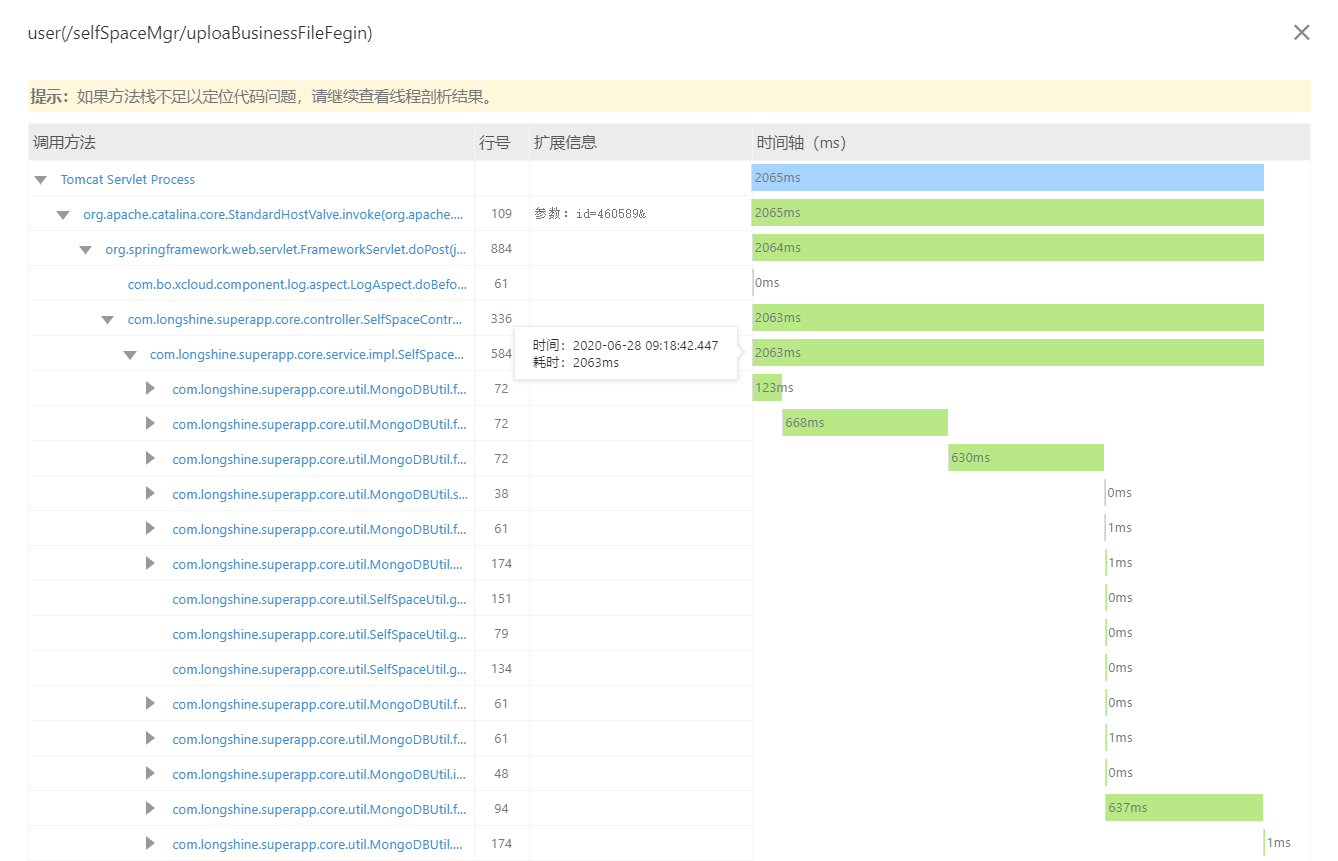 user(/selfSpaceMgr/uploaBusinessFileFegin)
提示：如果方法栈不足以定位代码问题，请继续查看线程剖析结果。
调用方法 行号 扩展信息 时间轴（ms）
Tomcat Servlet Process 2065ms
org.apache.catalina.core.StandardHostValve.invoke(org.apache.... 109 参数：id=460589& 2065ms
org.springframework.web.servlet.FrameworkServlet.doPost(j... 884 2064ms
com.bo.xcloud.component.log.aspect.LogAspect.doBefo... 61 0ms
com.longshine.superapp.core.controller.SelfSpaceContr... 336 2063ms
时间：2020-06-28 09:18:42.447
耗时：2063ms
com.longshine.superapp.core.service.impl.SelfSpace... 584 2063ms
com.longshine.superapp.core.util.MongoDBUtil.f... 72 123ms
com.longshine.superapp.core.util.MongoDBUtil.f... 72 668ms
com.longshine.superapp.core.util.MongoDBUtil.f... 72 630ms
com.longshine.superapp.core.util.MongoDBUtil.s... 38 0ms
com.longshine.superapp.core.util.MongoDBUtil.f... 61 1ms
com.longshine.superapp.core.util.MongoDBUtil.... 174 1ms
com.longshine.superapp.core.util.SelfSpaceUtil.g... 151 0ms
com.longshine.superapp.core.util.SelfSpaceUtil.g... 79 0ms
com.longshine.superapp.core.util.SelfSpaceUtil.g... 134 0ms
com.longshine.superapp.core.util.MongoDBUtil.f... 61 0ms
com.longshine.superapp.core.util.MongoDBUtil.f... 61 1ms
com.longshine.superapp.core.util.MongoDBUtil.i... 48 0ms
com.longshine.superapp.core.util.MongoDBUtil.f... 94 637ms
com.longshine.superapp.core.util.MongoDBUtil.... 174 1ms